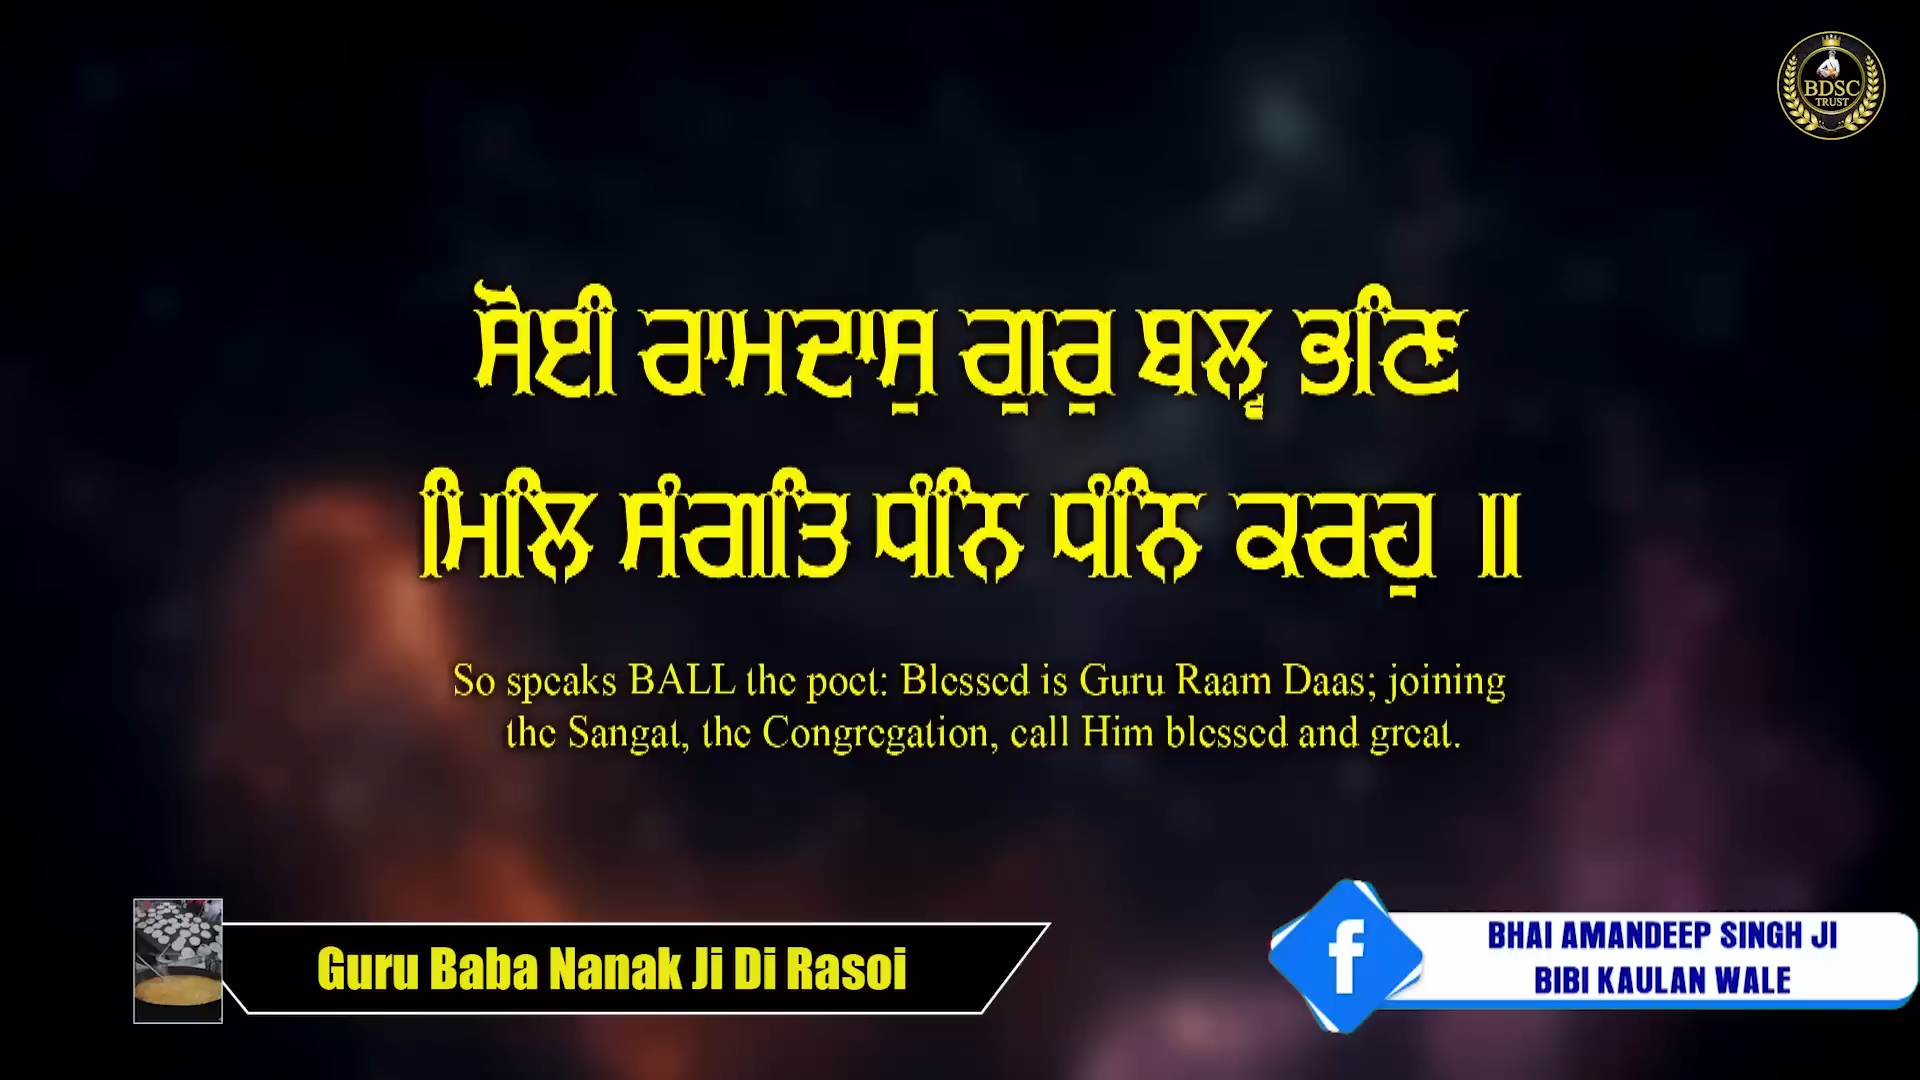 BDSC
TRUST
ਸੋਈ ਰਾਮਦਾਸੁ ਗੁਰੁ ਬਲ੍ਯ੍ਯ ਭਣਿ
ਮਿਲਿ ਸੰਗਤਿ ਧੰਨਿ ਧੰਨਿ ਕਰਹੁ ॥
So speaks BALL the poet: Blessed is Guru Raam Daas; joining
the Sangat, the Congregation, call Him blessed and great.
Guru Baba Nanak Ji Di Rasoi
f
BHAI AMANDEEP SINGH JI
BIBI KAULAN WALE